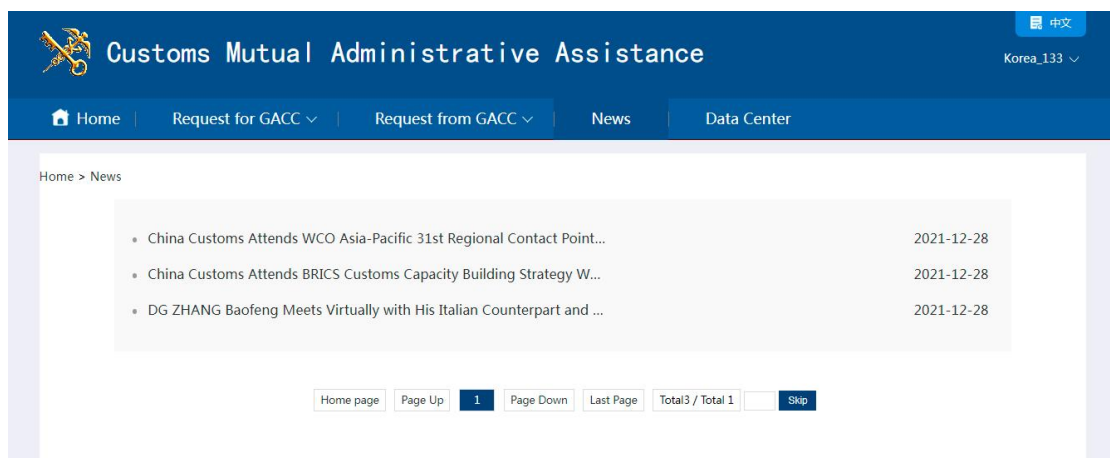 中文
Customs Mutual Administrative Assistance
Korea_133
Home Request for GACC Request from GACC News Data Center
Home > News
China Customs Attends WCO Asia-Pacific 31st Regional Contact Point... 2021-12-28
China Customs Attends BRICS Customs Capacity Building Strategy W... 2021-12-28
DG ZHANG Baofeng Meets Virtually with His Italian Counterpart and ... 2021-12-28
Home page Page Up 1 Page Down Last Page Total3 / Total 1 Skip